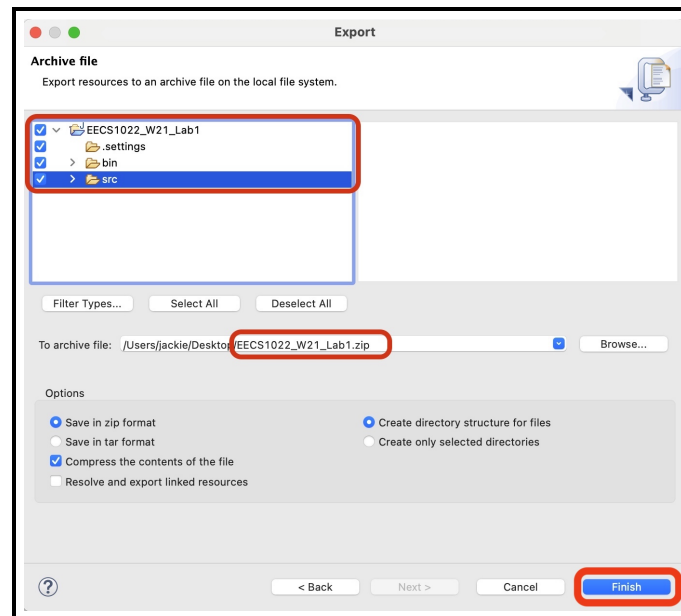 Export
Archive file
Export resources to an archive file on the local file system.
EECS1022_W21_Lab1
.settings
bin
src
Filter Types... Select All Deselect All
To archive file: /Users/jackie/Desktop/EECS1022_W21_Lab1.zip Browse...
Options
Save in zip format Create directory structure for files
Save in tar format Create only selected directories
Compress the contents of the file
Resolve and export linked resources
? < Back Next > Cancel Finish